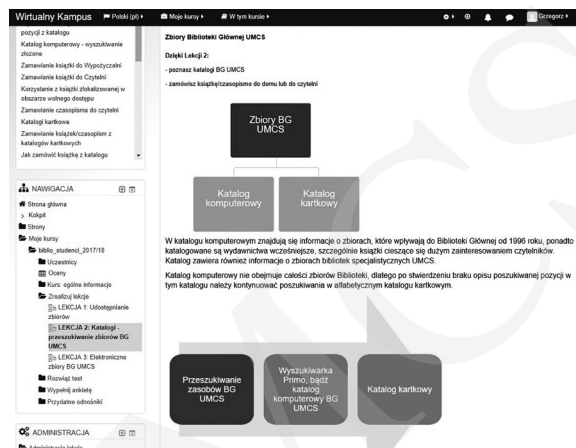 Wirtualny Kampus Polski (pl) Moje kursy W tym kursie Grzegorz
pozycji z katalogu
Katalog komputerowy - wyszukiwanie
złożone
Zamawianie książki do Wypożyczalni
Zamawianie książki do Czytelni
Korzystanie z książki zlokalizowanej w
obszarze wolnego dostępu
Zamawianie czasopisma do czytelni
Katalogi kartkowe
Zamawianie książek/czasopism z
katalogów kartkowych
Jak zamówić książkę z katalogu
NAWIGACJA
Strona główna
Kokpit
Strony
Moje kursy
biblio_studenci_2017/18
Uczestnicy
Oceny
Kurs: ogólne informacje
Zrealizuj lekcje
LEKCJA 1: Udostępnianie
zbiorów
LEKCJA 2: Katalogi -
przeszukiwanie zbiorów BG
UMCS
LEKCJA 3: Elektroniczne
zbiory BG UMCS
Rozwiąż test
Wypełnij ankietę
Przydatne odnośniki
ADMINISTRACJA
Administracja lekcją
Zbiory Biblioteki Głównej UMCS
Dzięki Lekcji 2:
- poznasz katalogi BG UMCS
- zamówisz książkę/czasopismo do domu lub do czytelni
Zbiory BG
UMCS
Katalog
komputerowy
Katalog
kartkowy
W katalogu komputerowym znajdują się informacje o zbiorach, które wpływają do Biblioteki Głównej od 1996 roku, ponadto
katalogowane są wydawnictwa wcześniejsze, szczególnie książki cieszące się dużym zainteresowaniem czytelników.
Katalog zawiera również informacje o zbiorach bibliotek specjalistycznych UMCS.
Katalog komputerowy nie obejmuje całości zbiorów Biblioteki, dlatego po stwierdzeniu braku opisu poszukiwanej pozycji w
tym katalogu należy kontynuować poszukiwania w alfabetycznym katalogu kartkowym.
Przeszukiwanie
zasobów BG
UMCS
Wyszukiwarka
Primo, bądź
katalog
komputerowy BG
UMCS
Katalog kartkowy